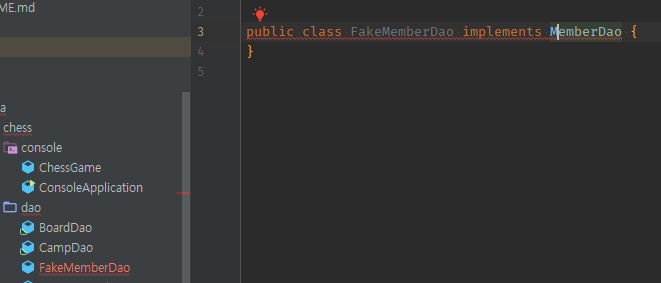 ME.md
a
chess
console
ChessGame
ConsoleApplication
dao
BoardDao
CampDao
FakeMemberDao
2
3 public class FakeMemberDao implements MemberDao {
4 }
5